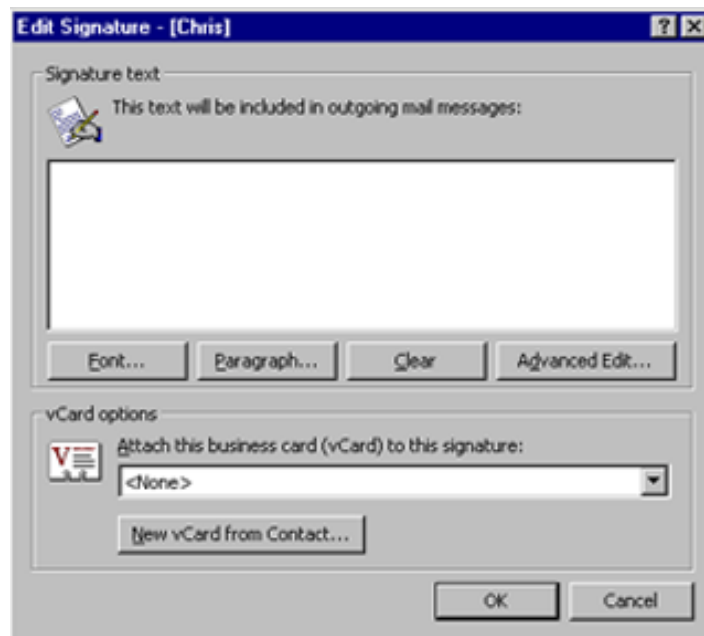 Edit Signature - [Chris]
Signature text
This text will be included in outgoing mail messages:
Font... Paragraph... Clear Advanced Edit...
vCard options
Attach this business card (vCard) to this signature:
<None>
New vCard from Contact...
OK Cancel